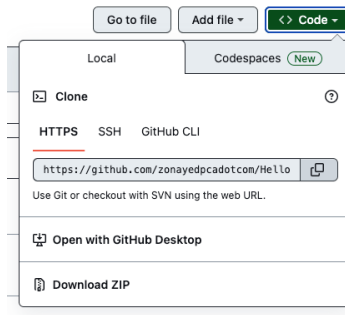 Go to file Add file <> Code
Local Codespaces New
Clone
HTTPS SSH GitHub CLI
https://github.com/zonayedpcadotcom/Hello
Use Git or checkout with SVN using the web URL.
Open with GitHub Desktop
Download ZIP